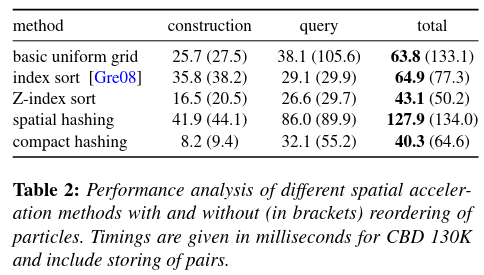 method construction query total
basic uniform grid 25.7 (27.5) 38.1 (105.6) 63.8 (133.1)
index sort [Gre08] 35.8 (38.2) 29.1 (29.9) 64.9 (77.3)
Z-index sort 16.5 (20.5) 26.6 (29.7) 43.1 (50.2)
spatial hashing 41.9 (44.1) 86.0 (89.9) 127.9 (134.0)
compact hashing 8.2 (9.4) 32.1 (55.2) 40.3 (64.6)
Table 2: Performance analysis of different spatial acceler-
ation methods with and without (in brackets) reordering of
particles. Timings are given in milliseconds for CBD 130K
and include storing of pairs.